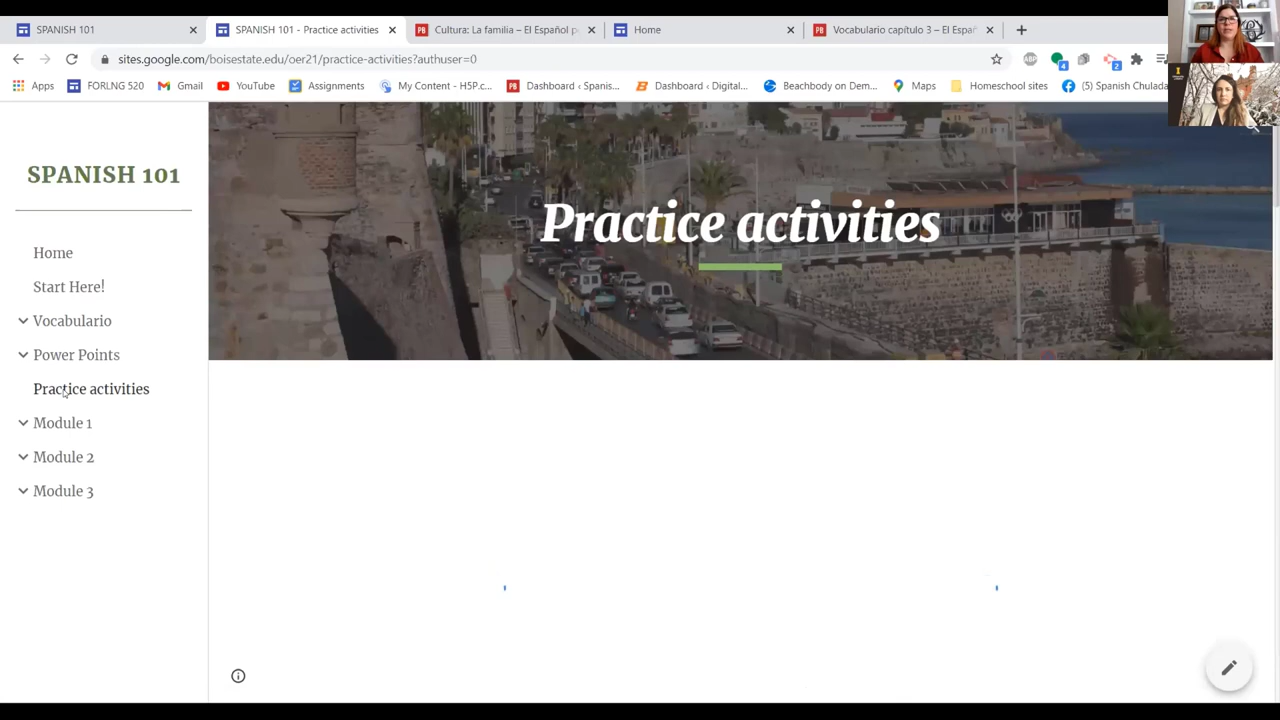 SPANISH 101
SPANISH 101 - Practice activities
Cultura: La familia – El Español p
Home
Vocabulario capítulo 3 – El Españ
sites.google.com/boisestate.edu/oer21/practice-activities?authuser=0
ABP
4
2
Apps
FORLNG 520
Gmail
YouTube
Assignments
My Content - H5P.c...
Dashboard ‹ Spanis...
Dashboard ‹ Digital...
Beachbody on Dem...
Maps
Homeschool sites
(5) Spanish Chulada
SPANISH 101
Home
Start Here!
Vocabulario
Power Points
Practice activities
Module 1
Module 2
Module 3
Practice activities